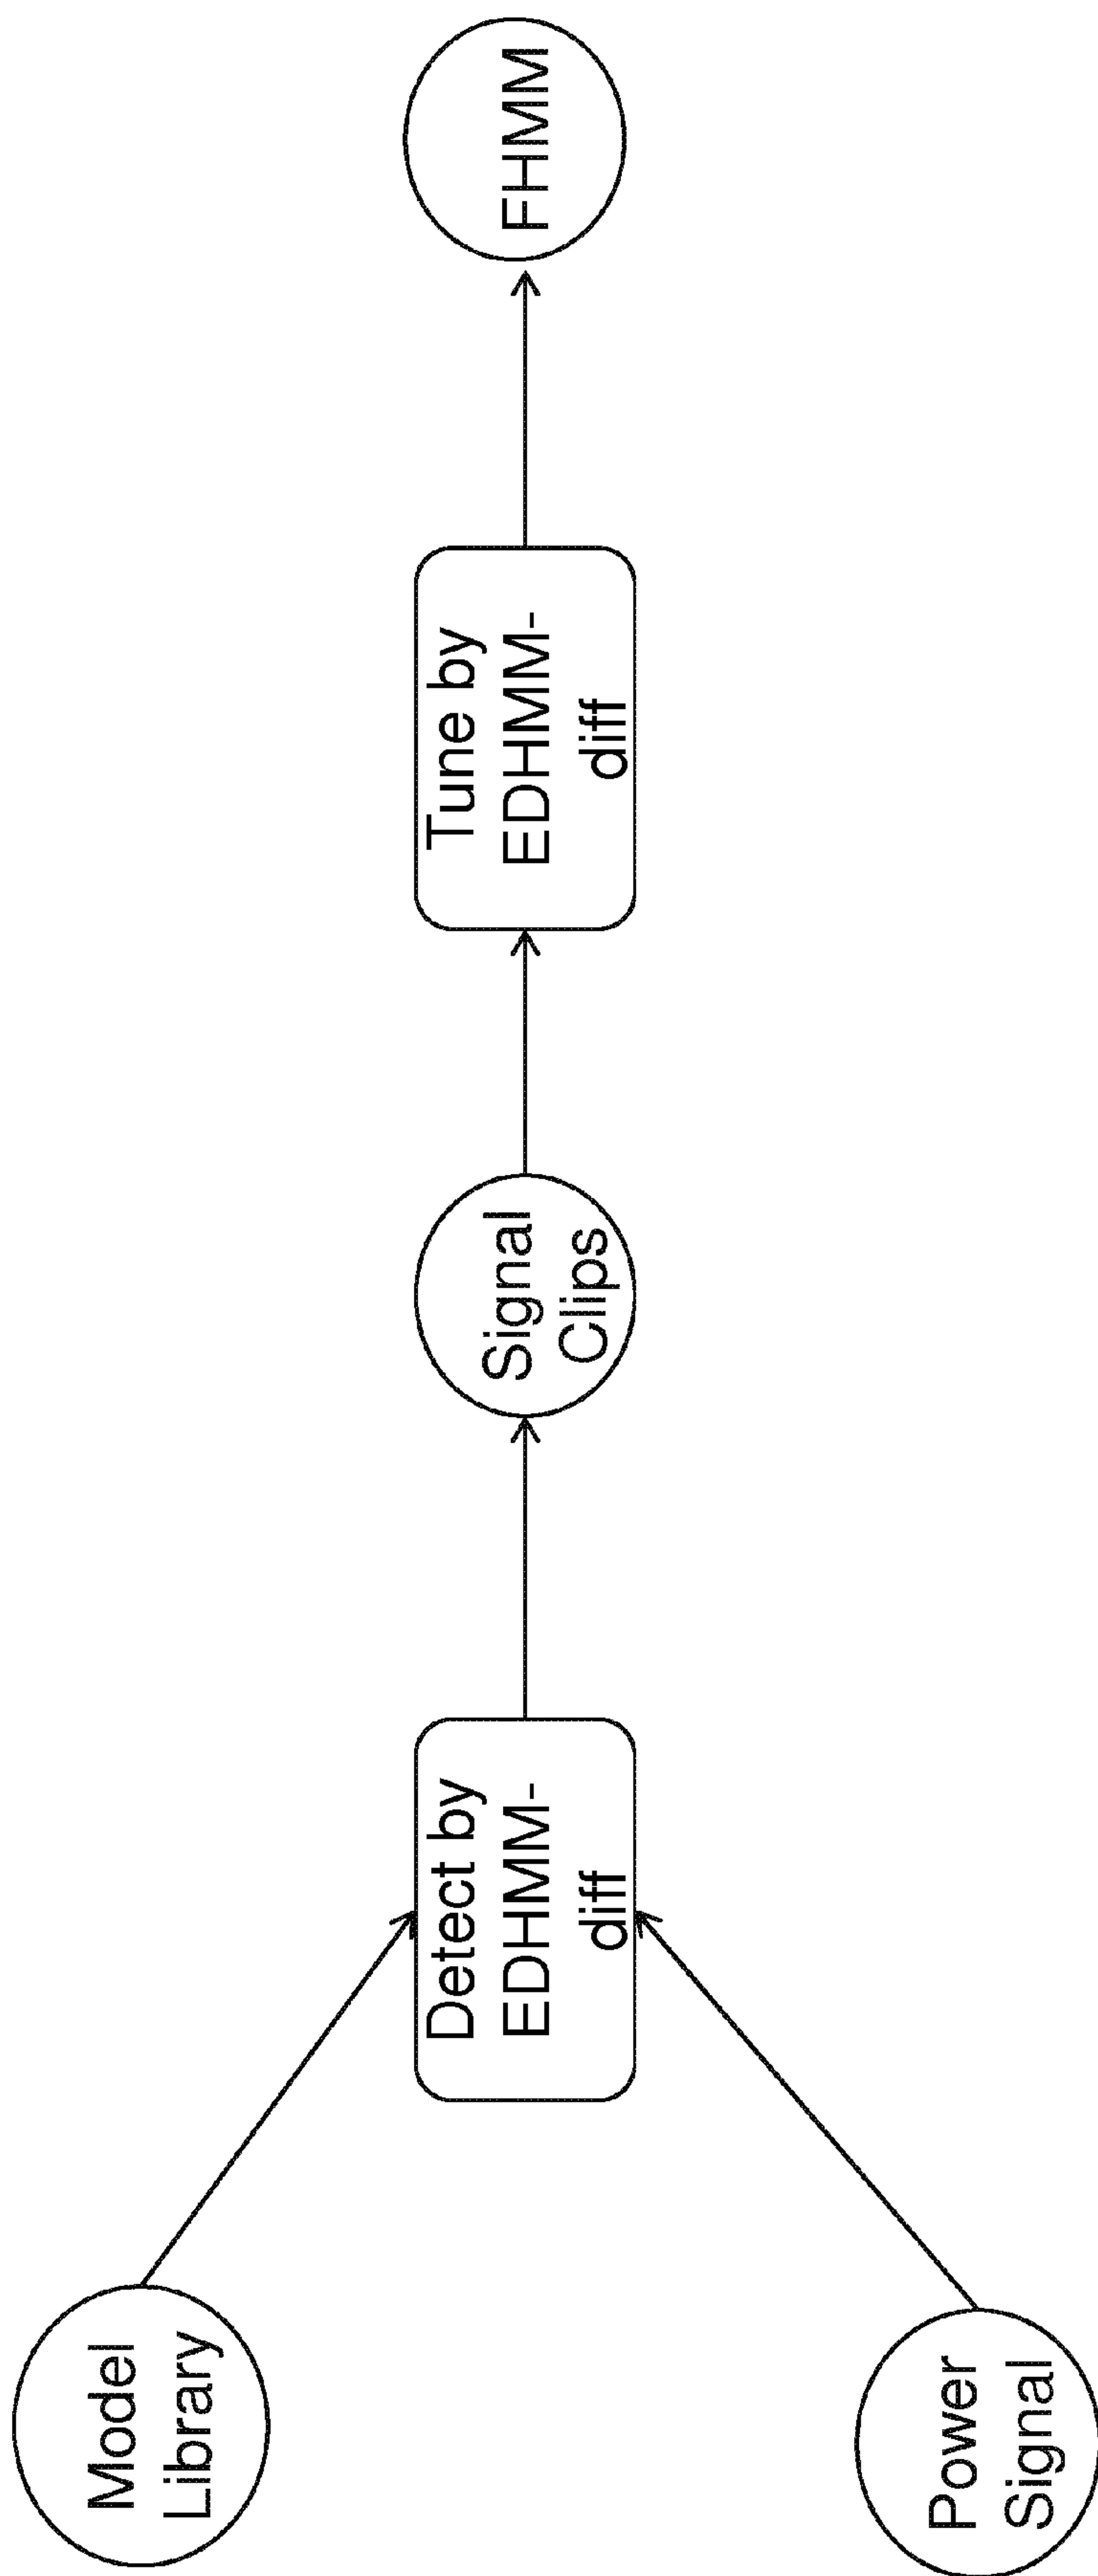 Model
Library
Power
Signal
Detect by
EDHMM-
diff
Signal
Clips
Tune by
EDHMM-
diff
FHMM